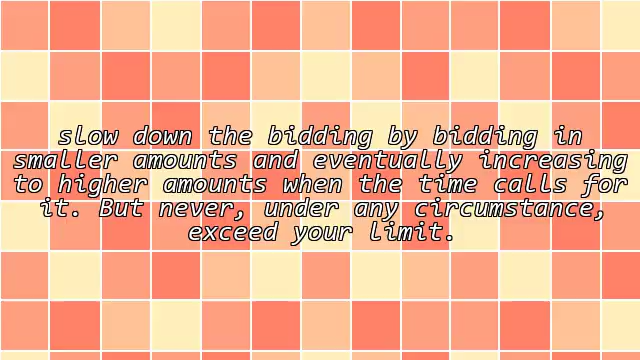 slow down the bidding by bidding in
smaller amounts and eventually increasing
to higher amounts when the time calls for
it. But never, under any circumstance,
exceed your limit.